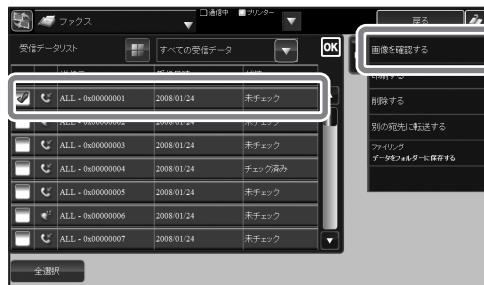 ファクス
通信中 プリンター
戻る
受信データリスト
すべての受信データ
OK
画像を確認する
ALL - 0x00000001 2008/01/24 未チェック
削除する
ALL - 0x00000003 2008/01/24 未チェック
別の宛先に転送する
ALL - 0x00000004 2008/01/24 チェック済み
ファイリング
データをフォルダーに保存する
ALL - 0x00000005 2008/01/24 未チェック
ALL - 0x00000006 2008/01/24 未チェック
ALL - 0x00000007 2008/01/24 未チェック
全選択